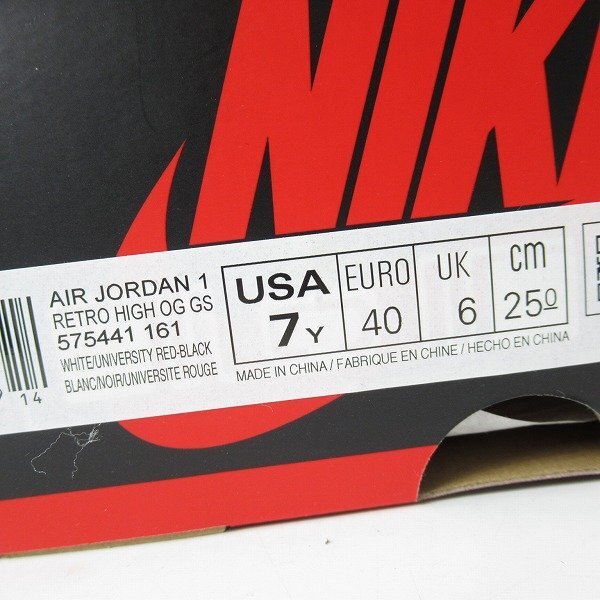 NIKE
AIR JORDAN 1
RETRO HIGH OG GS
575441 161
WHITE/UNIVERSITY RED-BLACK
BLANC/NOIR/UNIVERSITE ROUGE
14
USA
7Y
EURO
40
UK
6
cm
25.0
MADE IN CHINA / FABRIQUE EN CHINE / HECHO EN CHINA